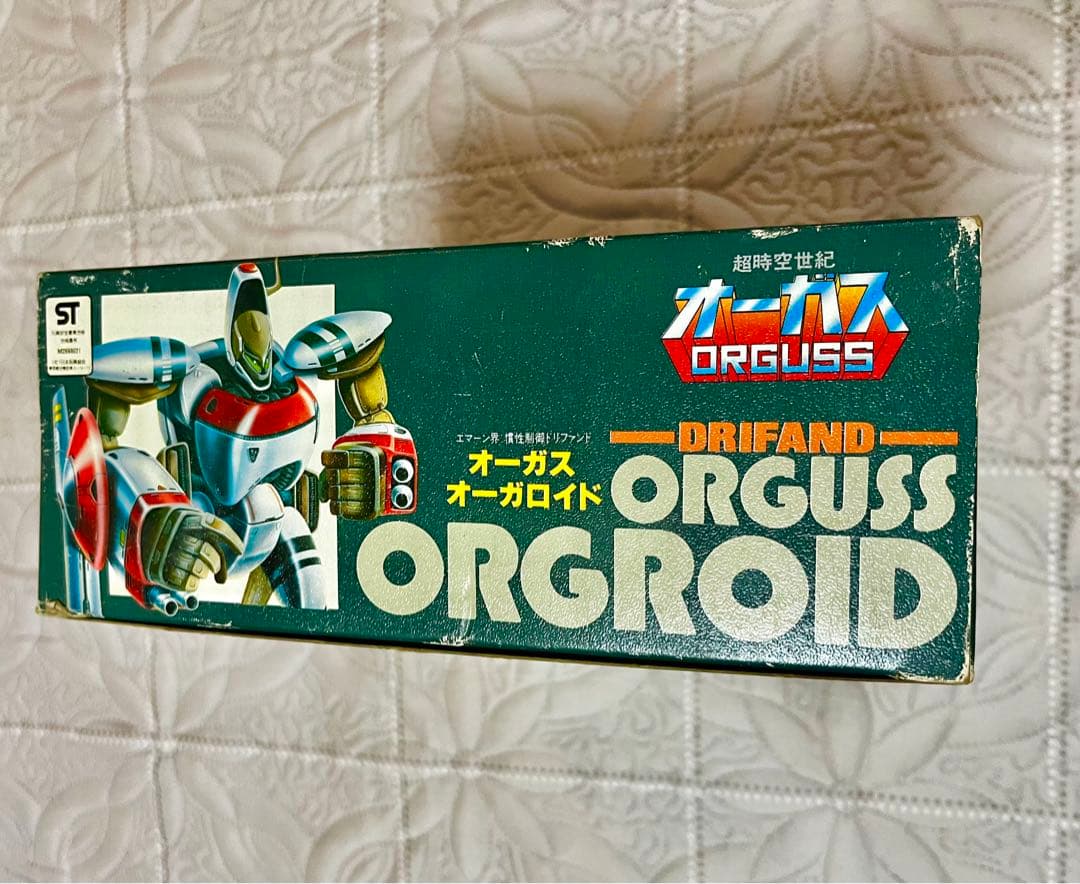 ST
超時空世紀
オーガス
ORGUSS
エマーン界 慣性制御ドリファンド
オーガス
オーガロイド
DRIFAND
ORGUSS
ORGROID